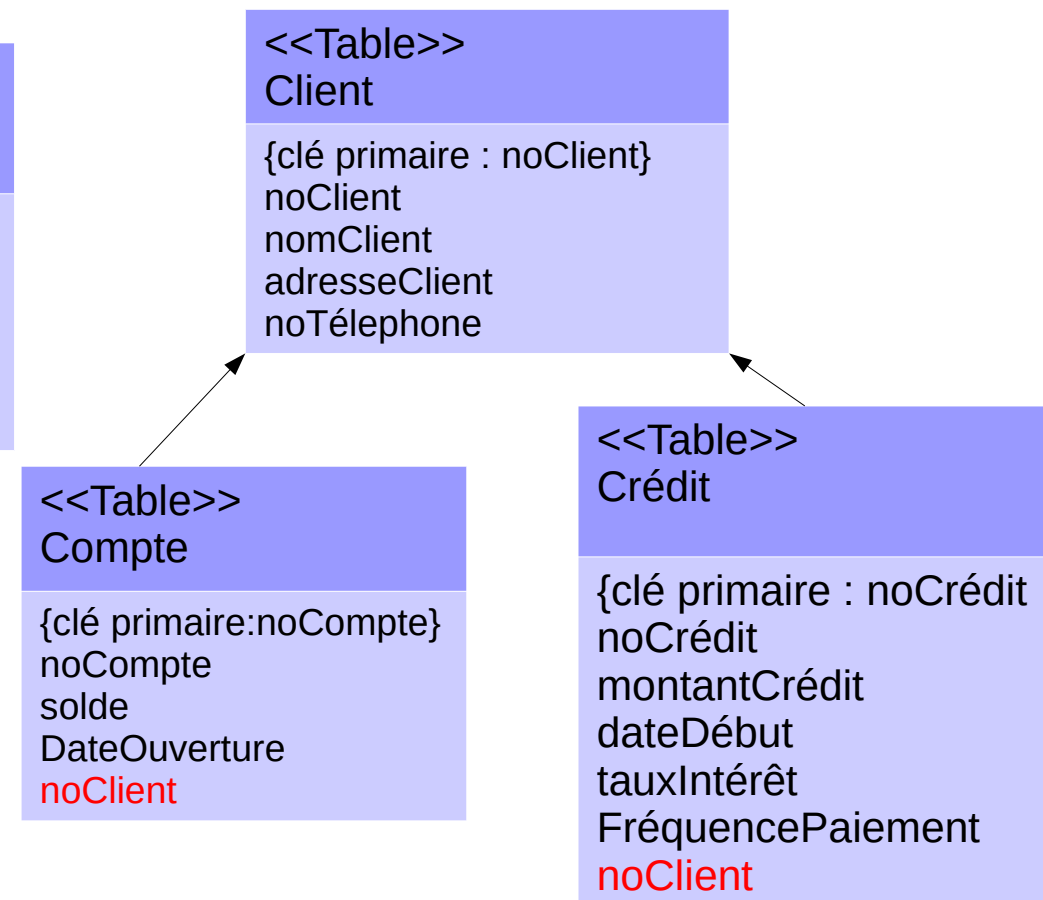 <<Table>>
Client
{clé primaire : noClient}
noClient
nomClient
adresseClient
noTélephone
<<Table>>
Compte
{clé primaire:noCompte}
noCompte
solde
DateOuverture
noClient
<<Table>>
Crédit
{clé primaire : noCrédit
noCrédit
montantCrédit
dateDébut
tauxIntérêt
FréquencePaiement
noClient